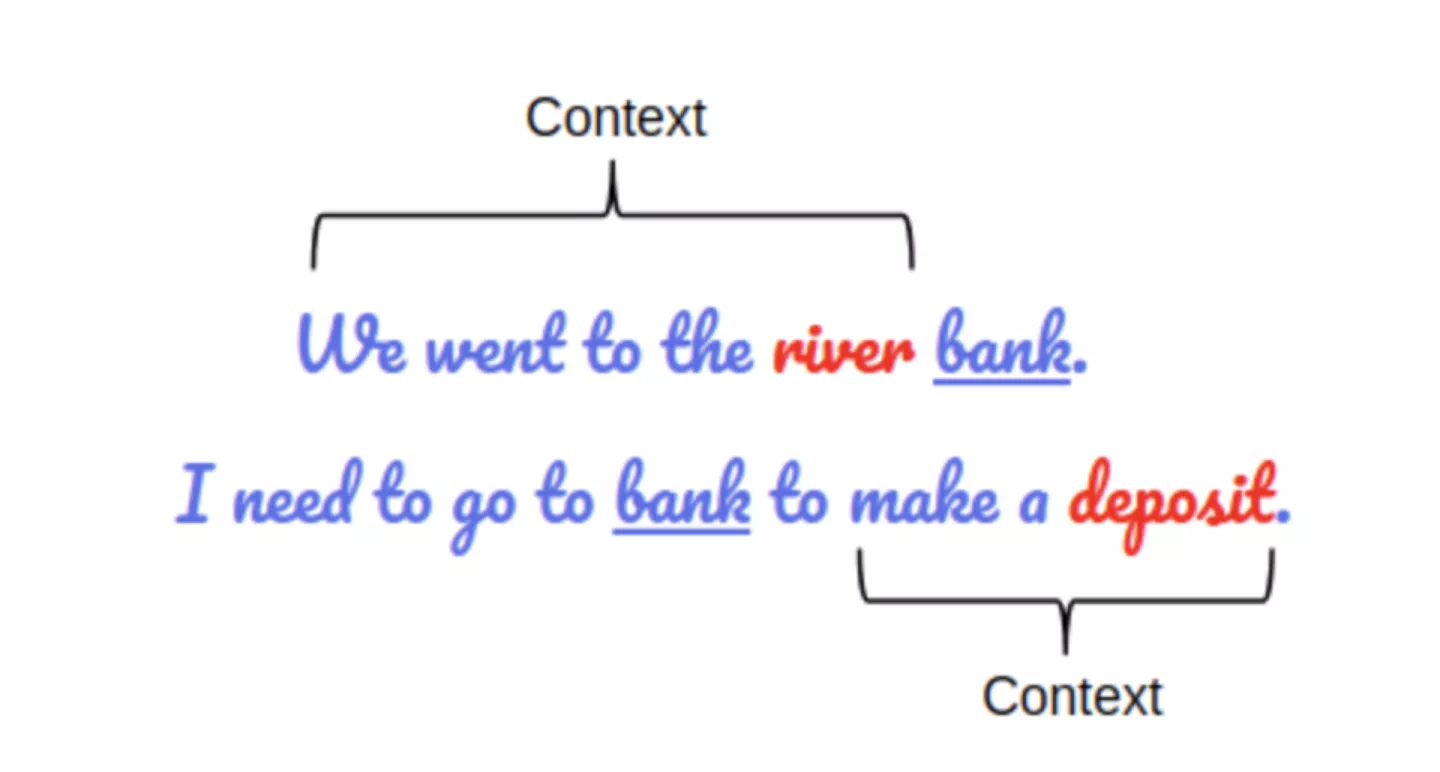 Context
We went to the river bank.
I need to go to bank to make a deposit.
Context